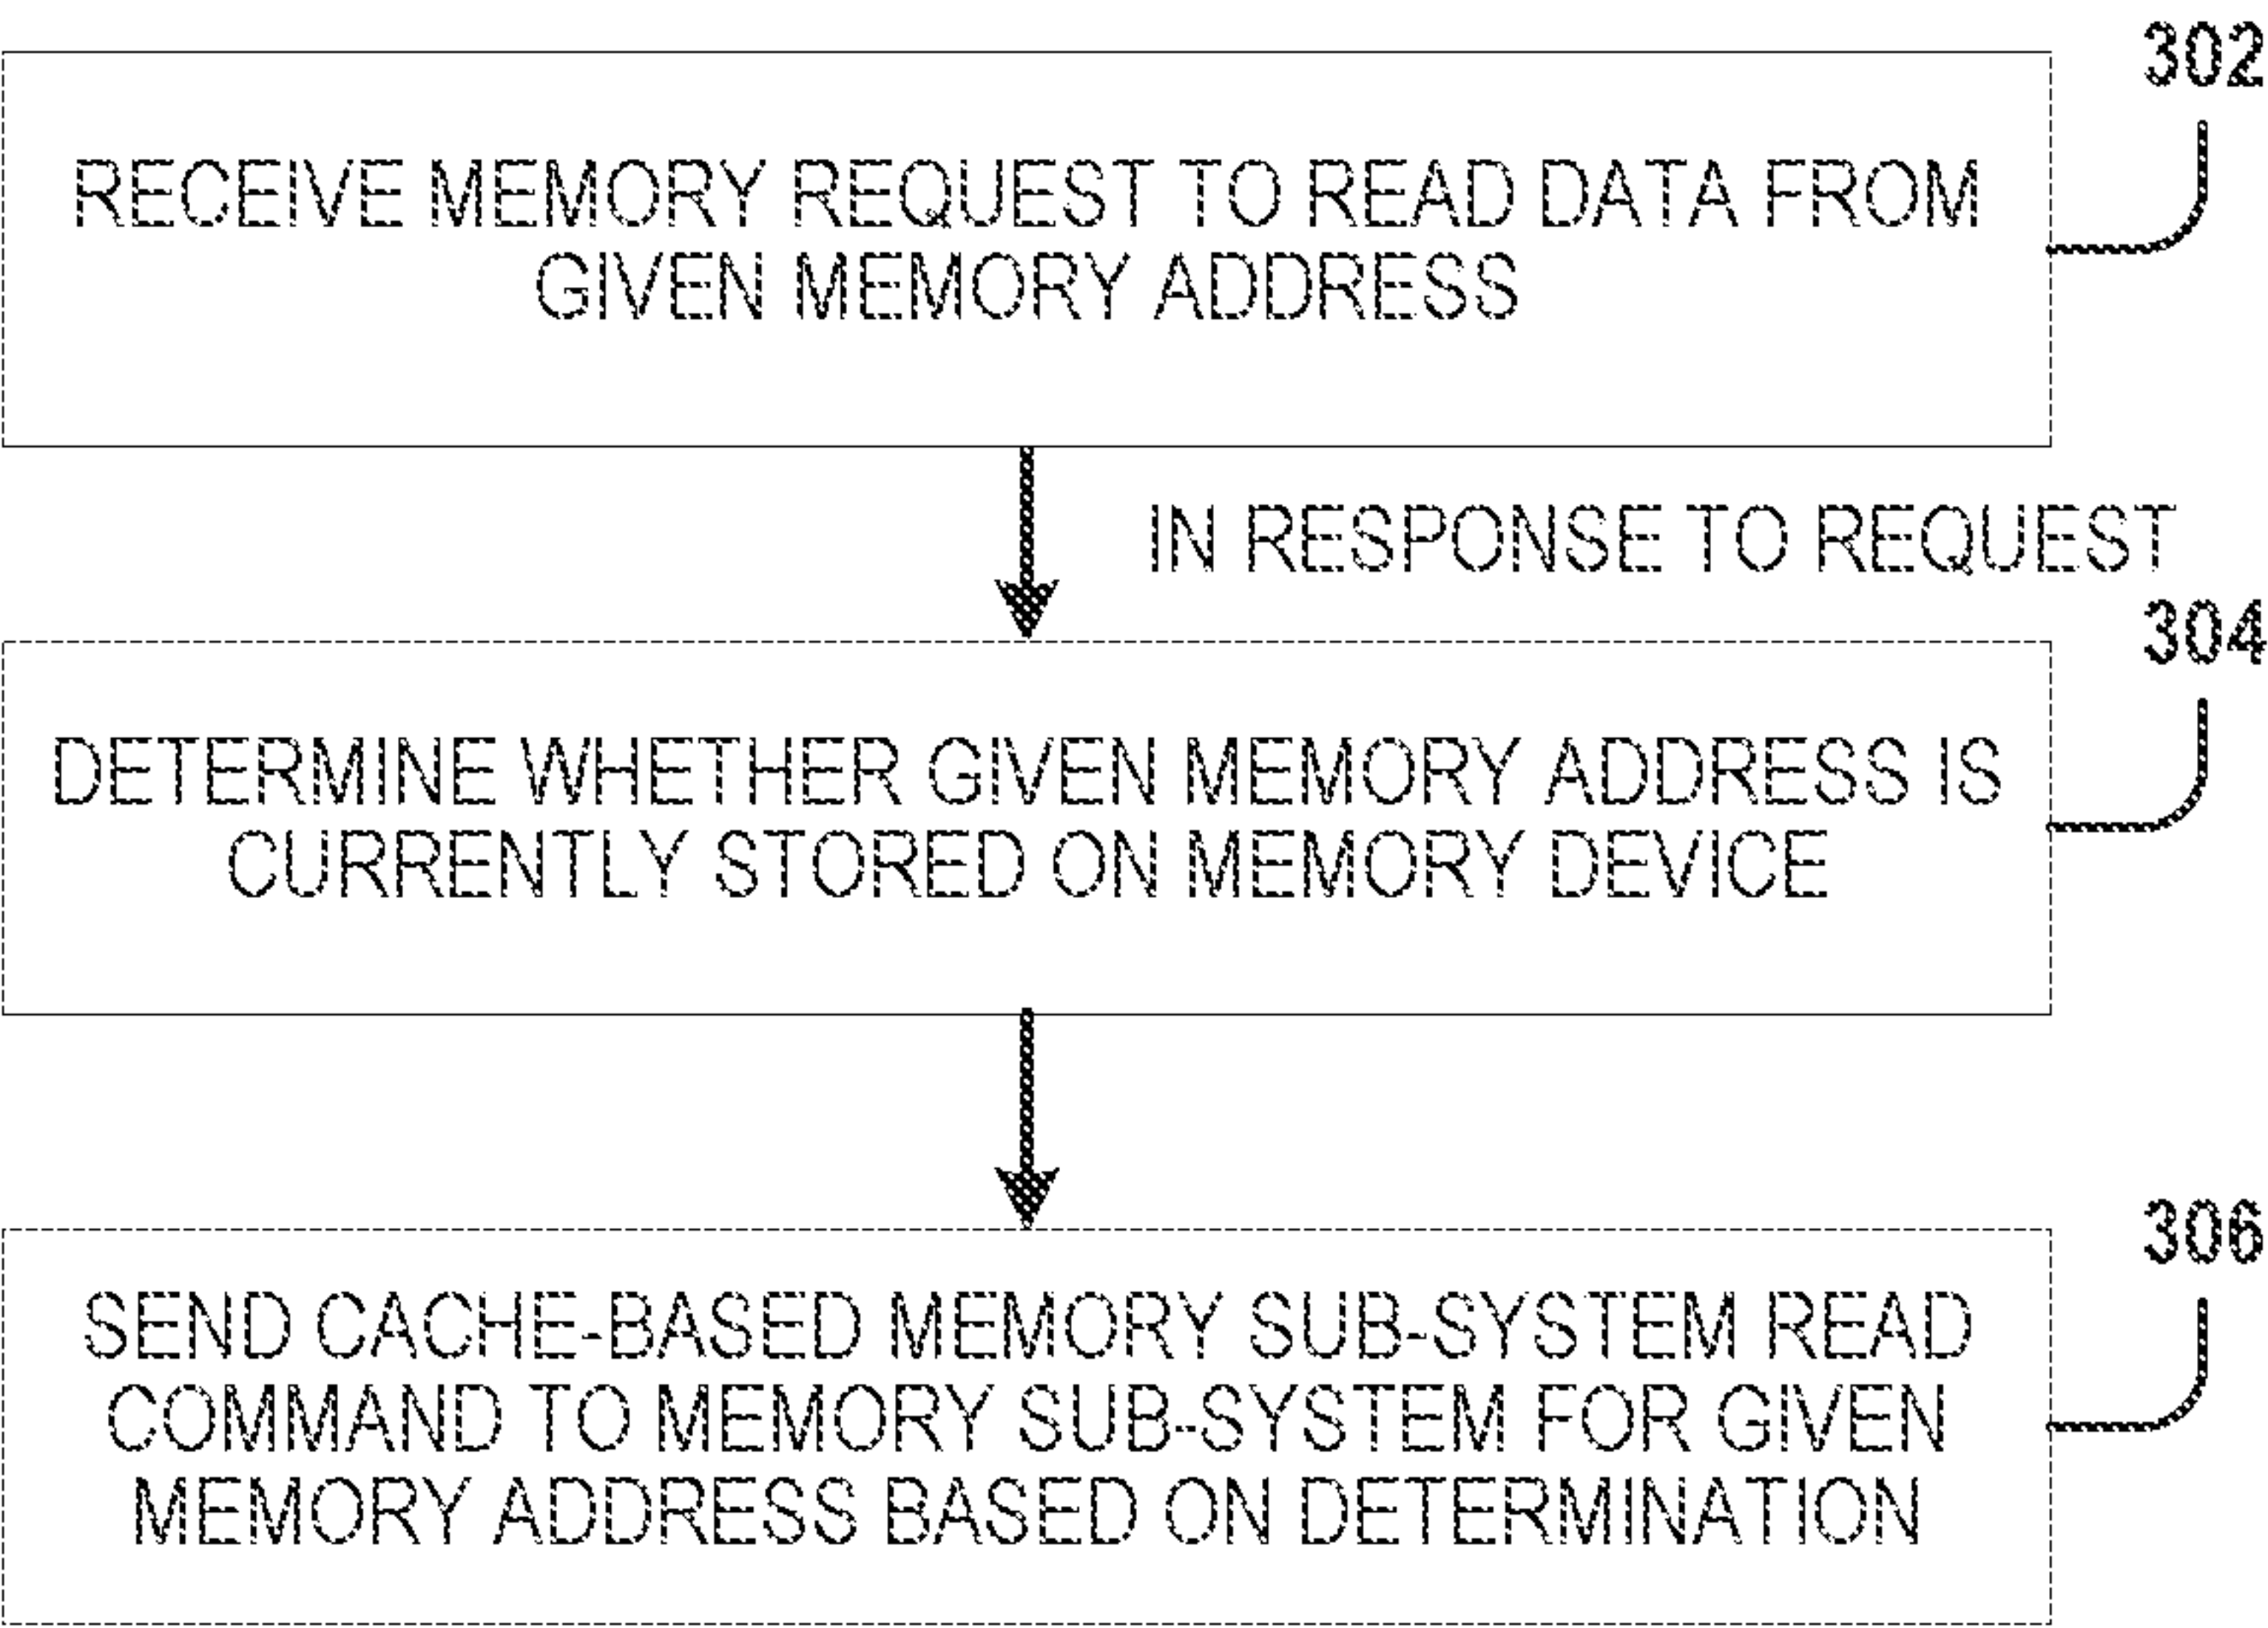 302
RECEIVE MEMORY REQUEST TO READ DATA FROM
GIVEN MEMORY ADDRESS
IN RESPONSE TO REQUEST
304
DETERMINE WHETHER GIVEN MEMORY ADDRESS IS
CURRENTLY STORED ON MEMORY DEVICE
306
SEND CACHE-BASED MEMORY SUB-SYSTEM READ
COMMAND TO MEMORY SUB-SYSTEM FOR GIVEN
MEMORY ADDRESS BASED ON DETERMINATION